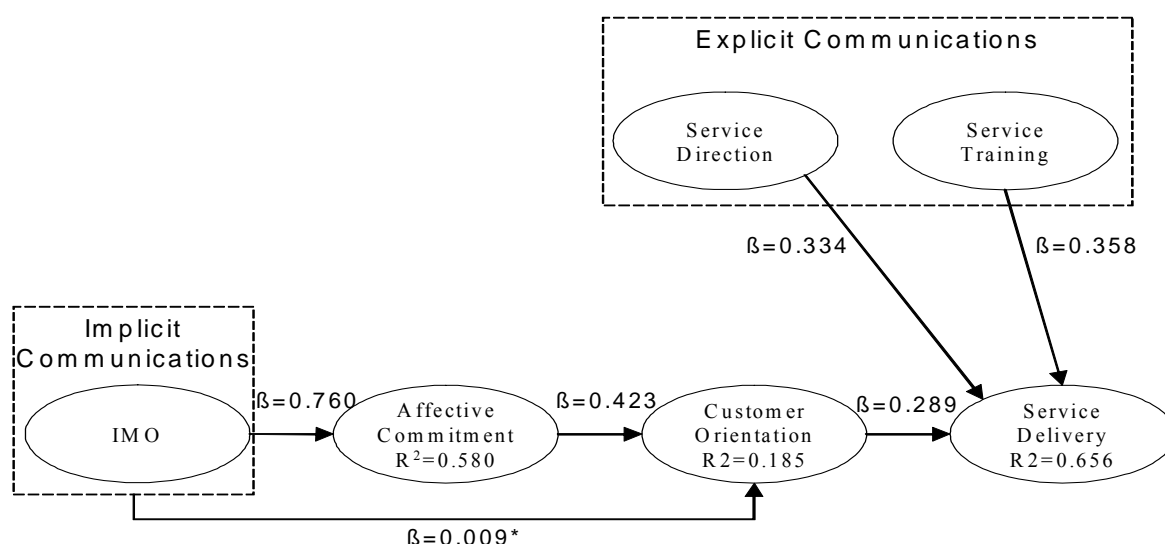 Explicit Communications
Service
Direction
Service
Training
ß=0.334
ß=0.358
Implicit
Communications
ß=0.760
ß=0.423
ß=0.289
IMO
Affective
Commitment
R²=0.580
Customer
Orientation
R2=0.185
Service
Delivery
R2=0.656
ß=0.009*